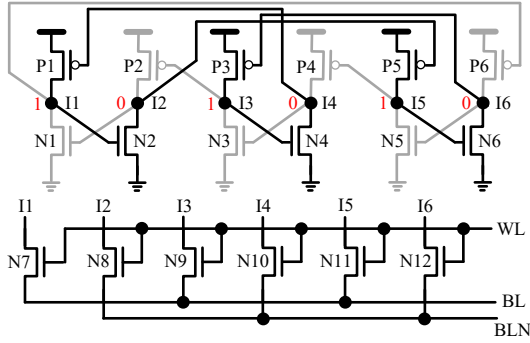 P1 P2 P3 P4 P5 P6
1 I1 0 I2 1 I3 0 I4 1 I5 0 I6
N1 N2 N3 N4 N5 N6
I1 I2 I3 I4 I5 I6
WL
N7 N8 N9 N10 N11 N12
BL
BLN